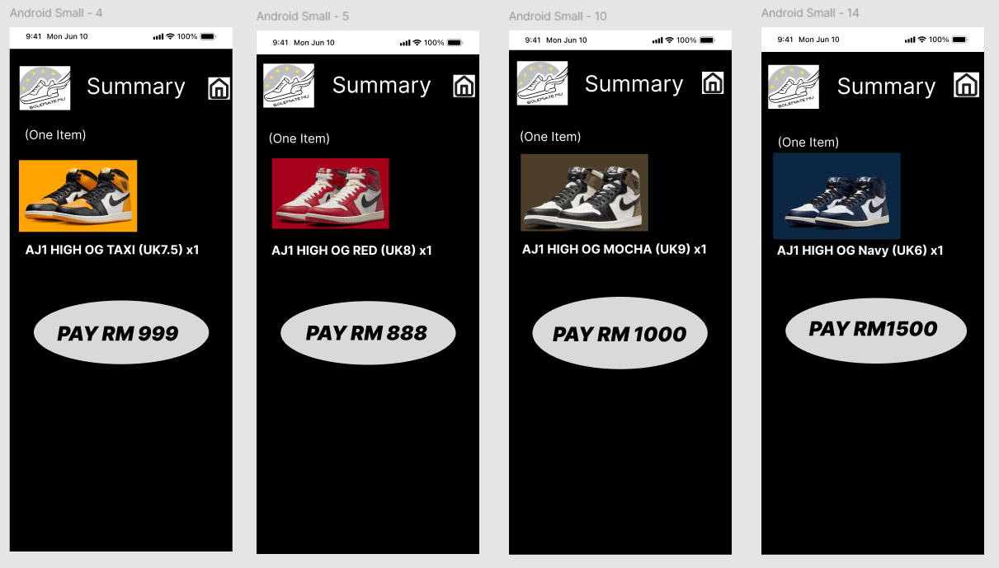 Android Small - 4
9:41 Mon Jun 10 100%
SOLEMATE MU
Summary
(One Item)
AJ1 HIGH OG TAXI (UK7.5) x1
PAY RM 999
Android Small - 5
9:41 Mon Jun 10 100%
SOLEMATE MU
Summary
(One Item)
AJ1 HIGH OG RED (UK8) x1
PAY RM 888
Android Small - 10
9:41 Mon Jun 10 100%
SOLEMATE MU
Summary
(One Item)
AJ1 HIGH OG MOCHA (UK9) x1
PAY RM 1000
Android Small - 14
9:41 Mon Jun 10 100%
SOLEMATE MU
Summary
(One Item)
AJ1 HIGH OG Navy (UK6) x1
PAY RM1500